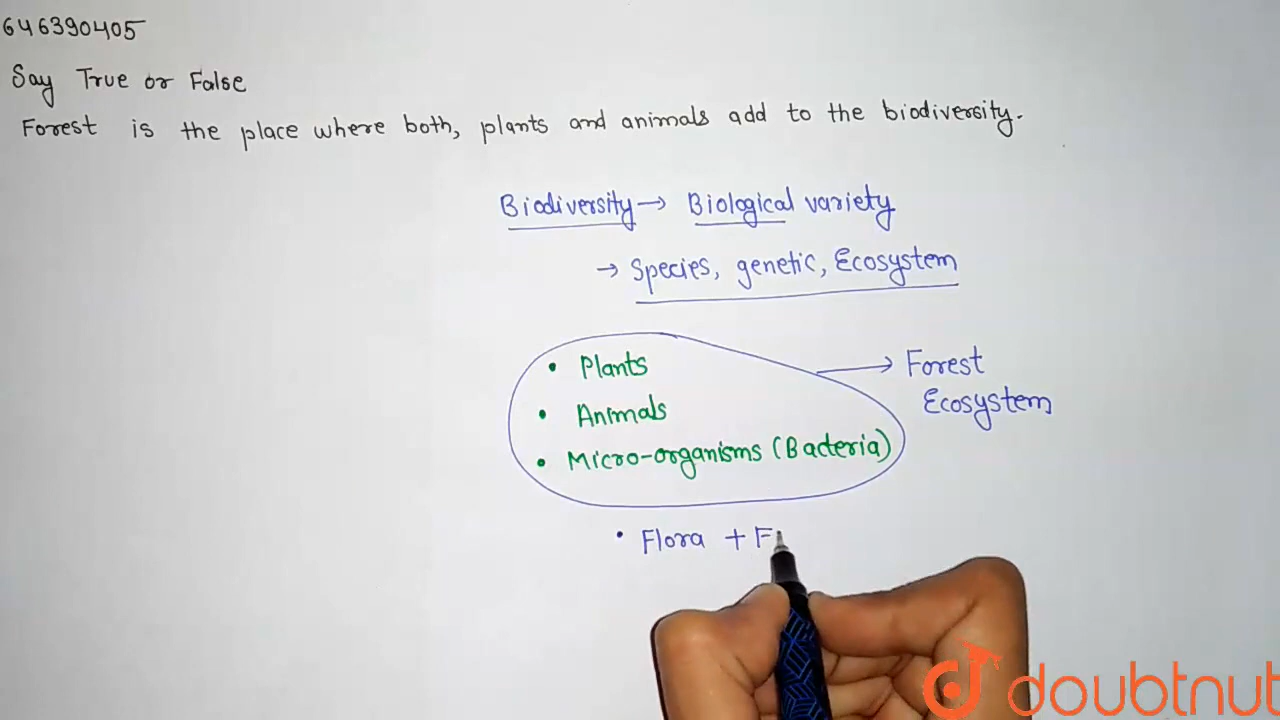 646390405
Say True or False
Forest is the place where both, plants and animals add to the biodiversity.
Biodiversity → Biological variety
→ Species, genetic, Ecosystem
• Plants
• Animals
• Micro-organisms (Bacteria)
→ Forest
Ecosystem
• Flora + F
doubtnut